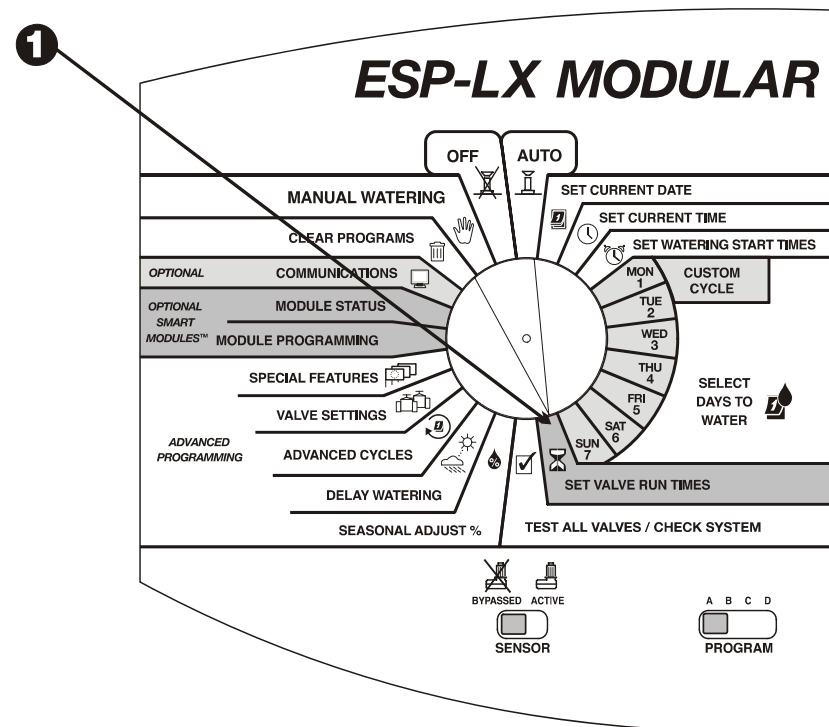 1
ESP-LX MODULAR
OFF
AUTO
MANUAL WATERING
CLEAR PROGRAMS
OPTIONAL
COMMUNICATIONS
OPTIONAL
SMART
MODULES™
MODULE STATUS
MODULE PROGRAMMING
SPECIAL FEATURES
VALVE SETTINGS
ADVANCED
PROGRAMMING
ADVANCED CYCLES
DELAY WATERING
SEASONAL ADJUST %
SET CURRENT DATE
1
SET CURRENT TIME
SET WATERING START TIMES
MON
1
CUSTOM
CYCLE
TUE
2
WED
3
THU
4
FRI
5
SAT
6
SUN
7
SELECT
DAYS TO
WATER
1
SET VALVE RUN TIMES
TEST ALL VALVES / CHECK SYSTEM
%
BYPASSED ACTIVE
SENSOR
A B C D
PROGRAM